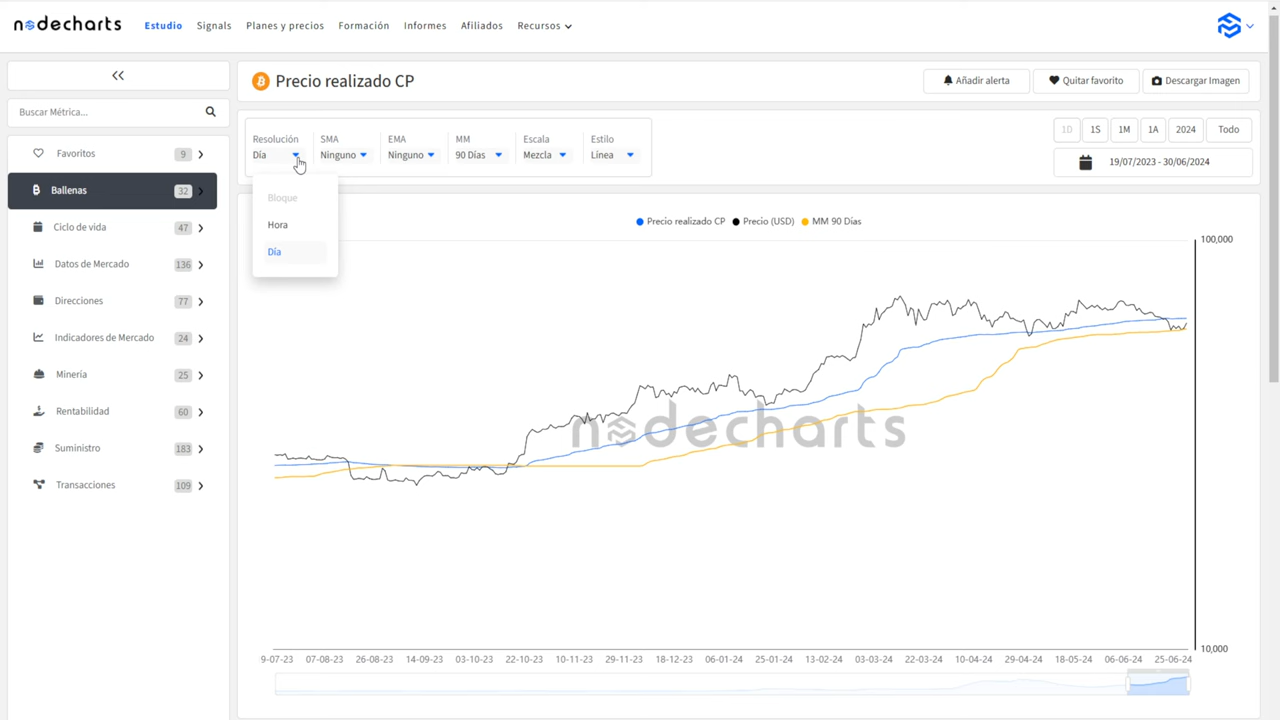 nodecharts
Estudio
Signals
Planes y precios
Formación
Informes
Afiliados
Recursos
Precio realizado CP
Añadir alerta
Quitar favorito
Descargar Imagen
Buscar Métrica...
Favoritos 9
Ballenas 32
Ciclo de vida 47
Datos de Mercado 136
Direcciones 77
Indicadores de Mercado 24
Minería 25
Rentabilidad 60
Suministro 183
Transacciones 109
Resolución
Día
SMA
Ninguno
EMA
Ninguno
MM
90 Días
Escala
Mezcla
Estilo
Línea
Bloque
Hora
Día
1D
1S
1M
1A
2024
Todo
19/07/2023 - 30/06/2024
Precio realizado CP
Precio (USD)
MM 90 Días
100,000
nodecharts
10,000
9-07-23
07-08-23
26-08-23
14-09-23
03-10-23
22-10-23
10-11-23
29-11-23
18-12-23
06-01-24
25-01-24
13-02-24
03-03-24
22-03-24
10-04-24
29-04-24
18-05-24
06-06-24
25-06-24